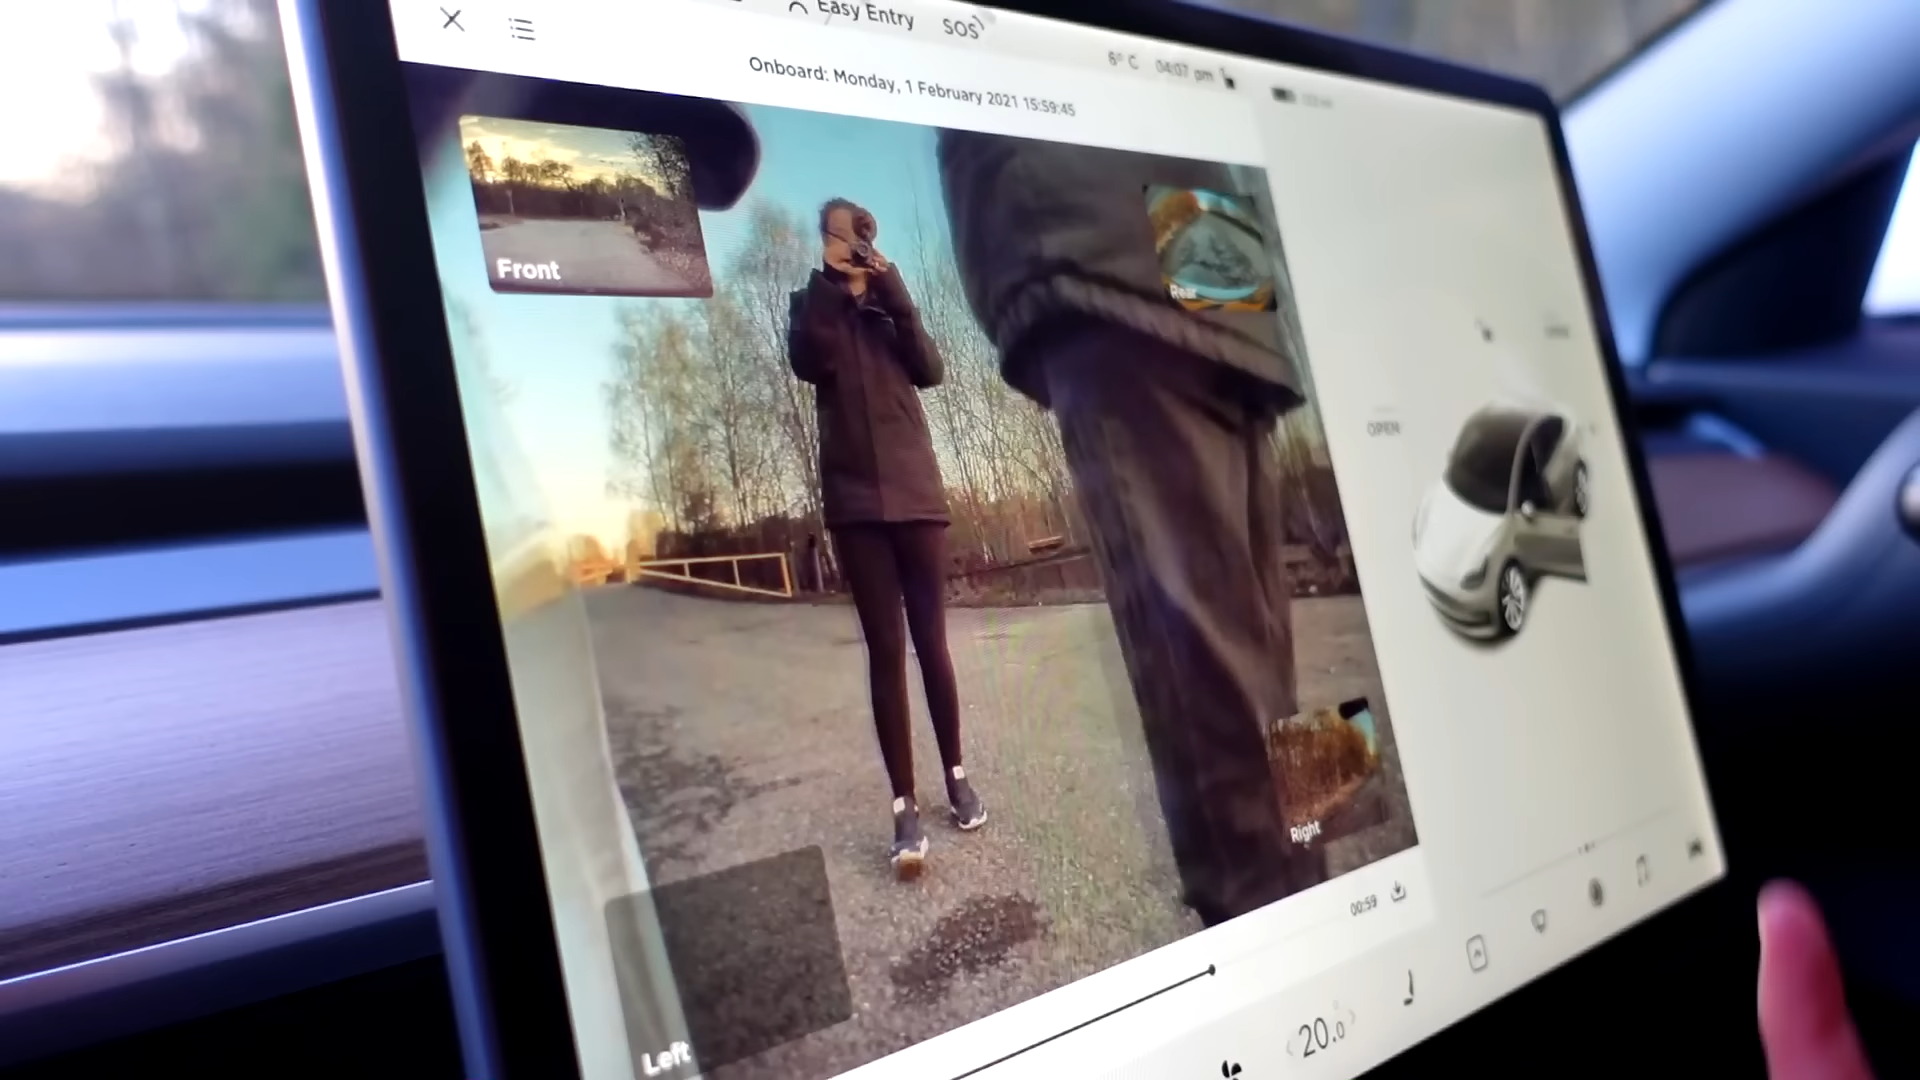 Easy Entry SOS
6° C 04:07 pm
Onboard: Monday, 1 February 2021 15:59:45
Front
Rear
OPEN
Right
Left
00:59
20.0